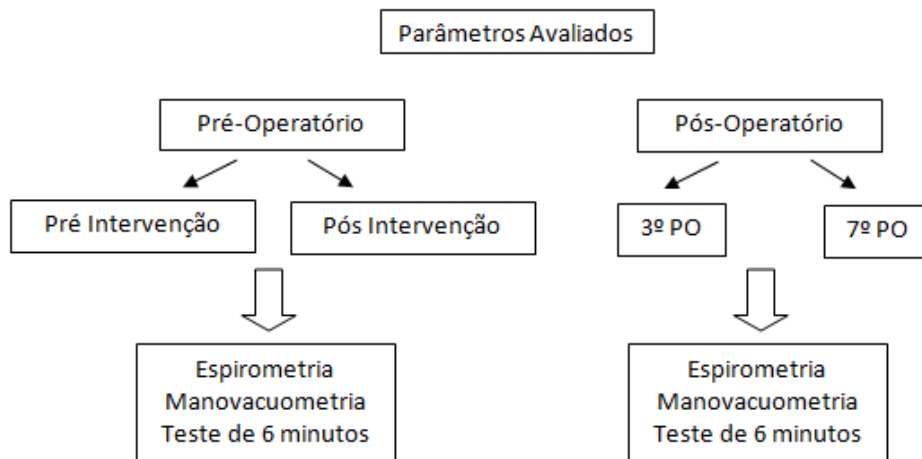 Parâmetros Avaliados
Pré-Operatório
Pós-Operatório
Pré Intervenção
Pós Intervenção
3º PO
7º PO
Espirometria
Manovacuometria
Teste de 6 minutos
Espirometria
Manovacuometria
Teste de 6 minutos